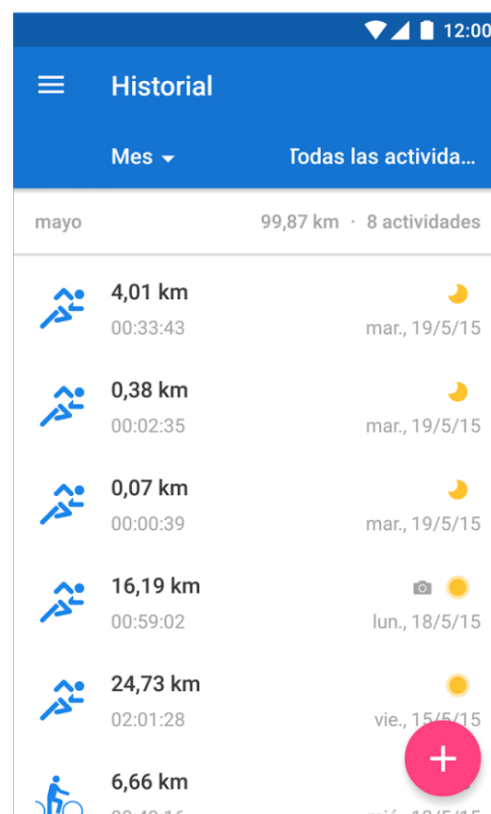 12:00
Historial
Mes Todas las activida...
mayo 99,87 km · 8 actividades
4,01 km
00:33:43 mar., 19/5/15
0,38 km
00:02:35 mar., 19/5/15
0,07 km
00:00:39 mar., 19/5/15
16,19 km
00:59:02 lun., 18/5/15
24,73 km
02:01:28 vie., 15/5/15
6,66 km